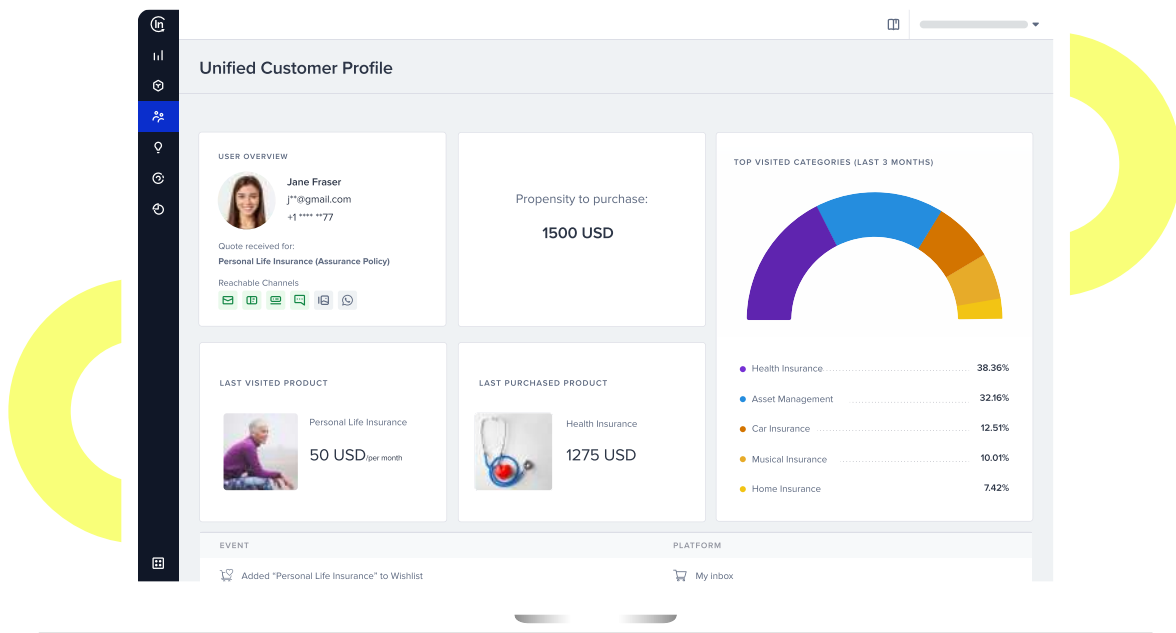 In
Unified Customer Profile
USER OVERVIEW
Jane Fraser
j**@gmail.com
+1 **** **77
Quote received for:
Personal Life Insurance (Assurance Policy)
Reachable Channels
Propensity to purchase:
1500 USD
TOP VISITED CATEGORIES (LAST 3 MONTHS)
Health Insurance 38.36%
Asset Management 32.16%
Car Insurance 12.51%
Musical Insurance 10.01%
Home Insurance 7.42%
LAST VISITED PRODUCT
Personal Life Insurance
50 USD/per month
LAST PURCHASED PRODUCT
Health Insurance
1275 USD
EVENT PLATFORM
Added “Personal Life Insurance” to Wishlist My inbox